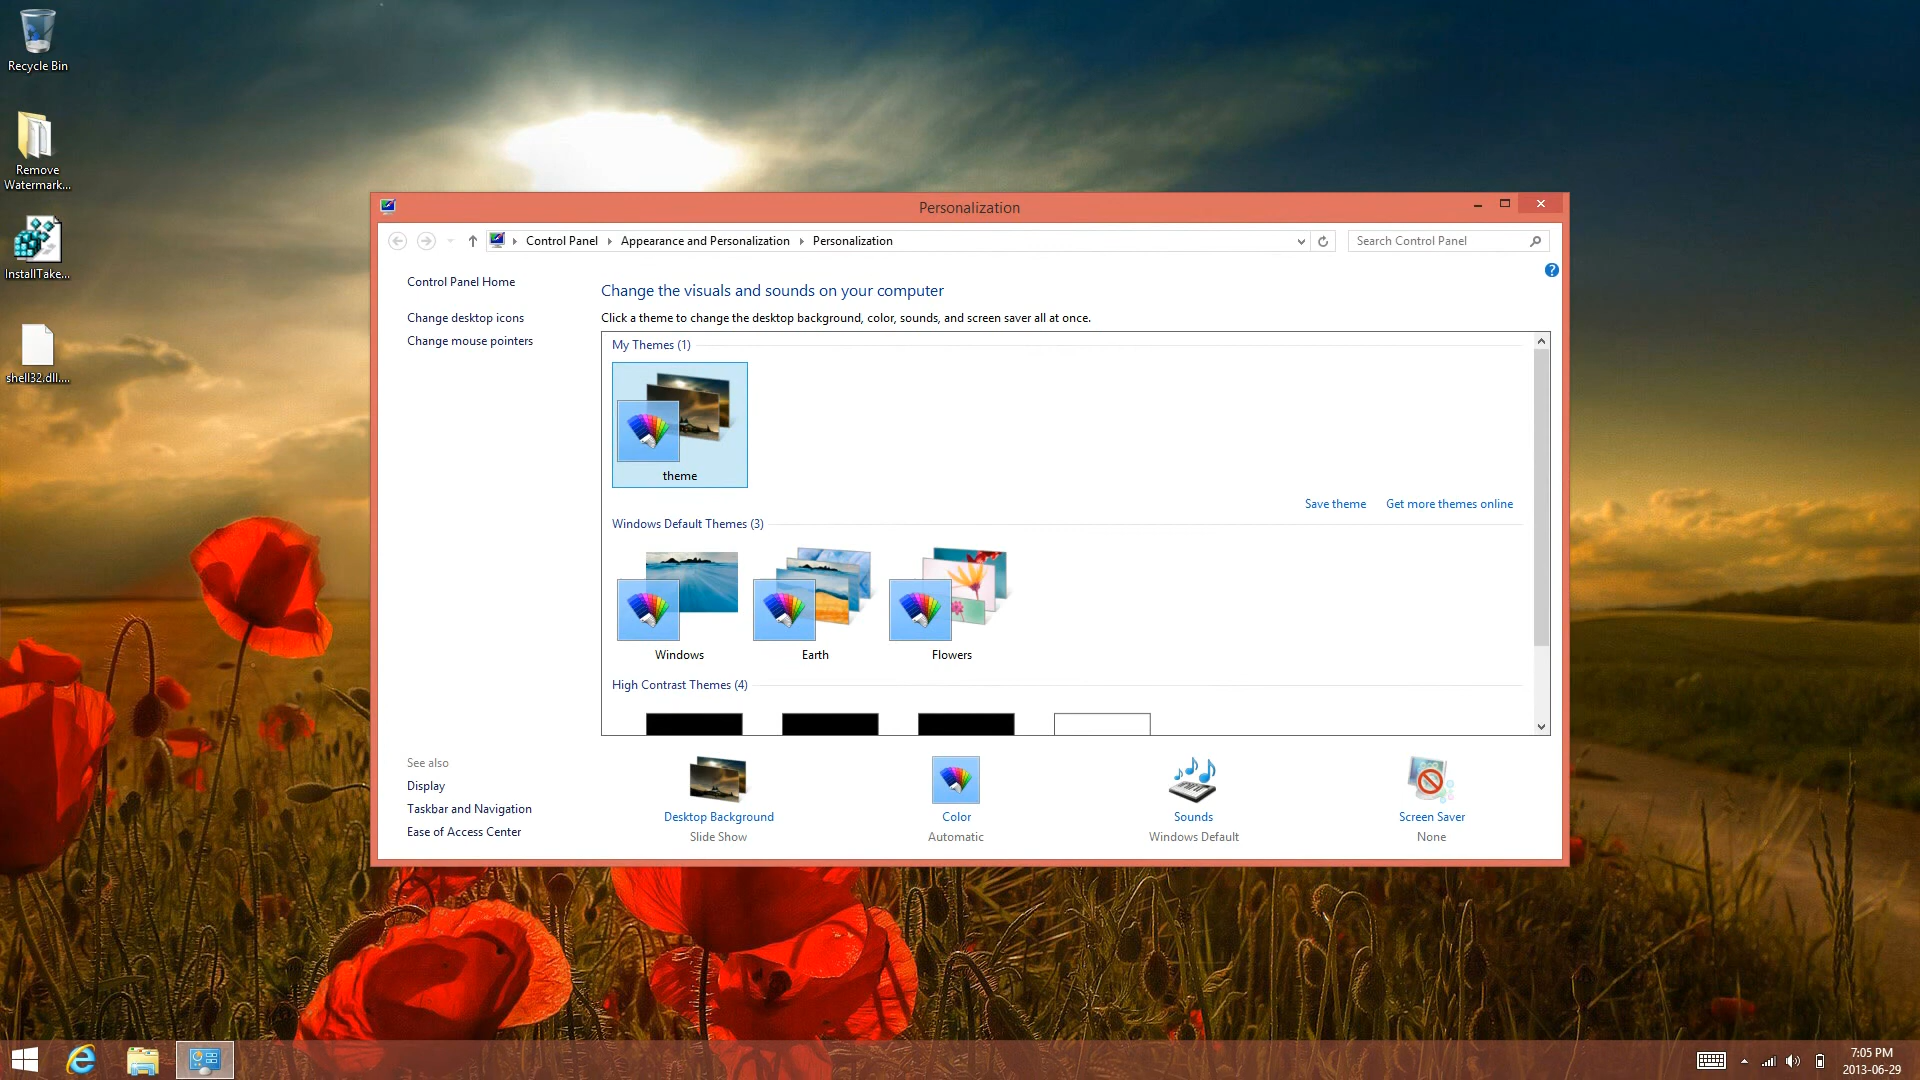 Recycle Bin
Remove
Watermark...
InstallTake...
shell32.dll....
Personalization
Control Panel
Appearance and Personalization
Personalization
Search Control Panel
?
Control Panel Home
Change desktop icons
Change mouse pointers
Change the visuals and sounds on your computer
Click a theme to change the desktop background, color, sounds, and screen saver all at once.
My Themes (1)
theme
Save theme
Get more themes online
Windows Default Themes (3)
Windows
Earth
Flowers
High Contrast Themes (4)
See also
Display
Taskbar and Navigation
Ease of Access Center
Desktop Background
Slide Show
Color
Automatic
Sounds
Windows Default
Screen Saver
None
7:05 PM
2013-06-29